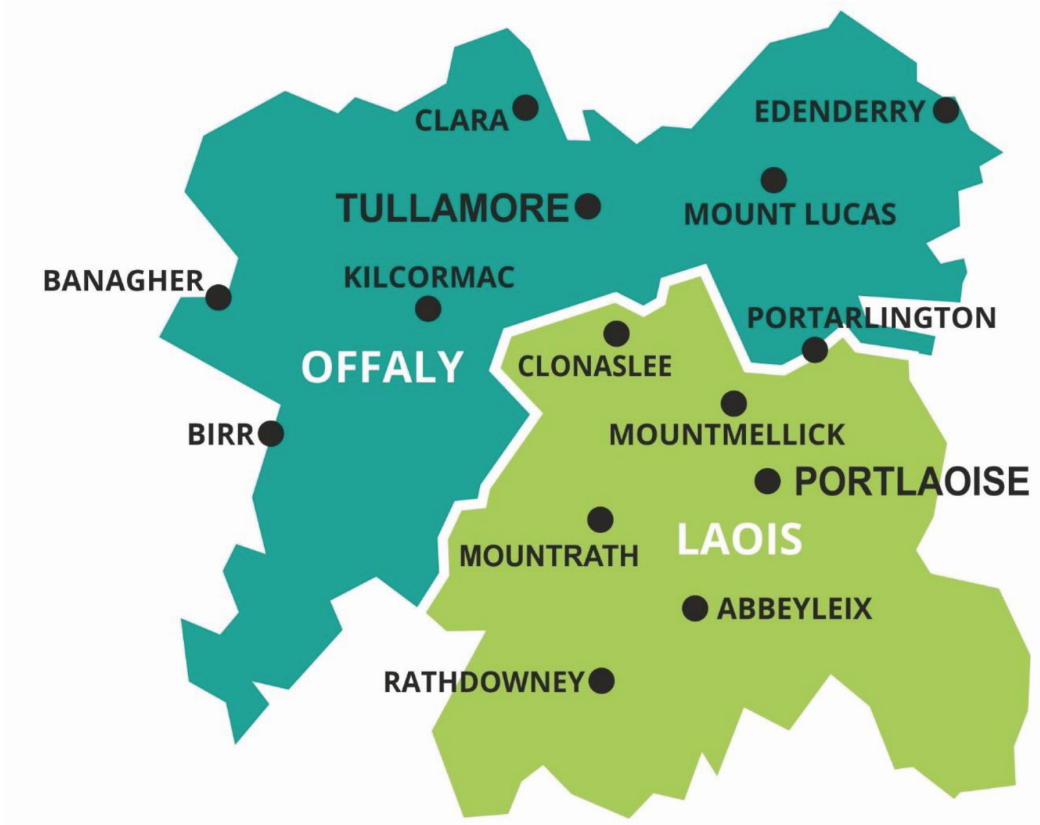 CLARA
EDENDERRY
TULLAMORE
MOUNT LUCAS
BANAGHER
KILCORMAC
PORTARLINGTON
OFFALY
CLONASLEE
BIRR
MOUNTMELLICK
PORTLAOISE
LAOIS
MOUNTRATH
ABBEYLEIX
RATHDOWNEY